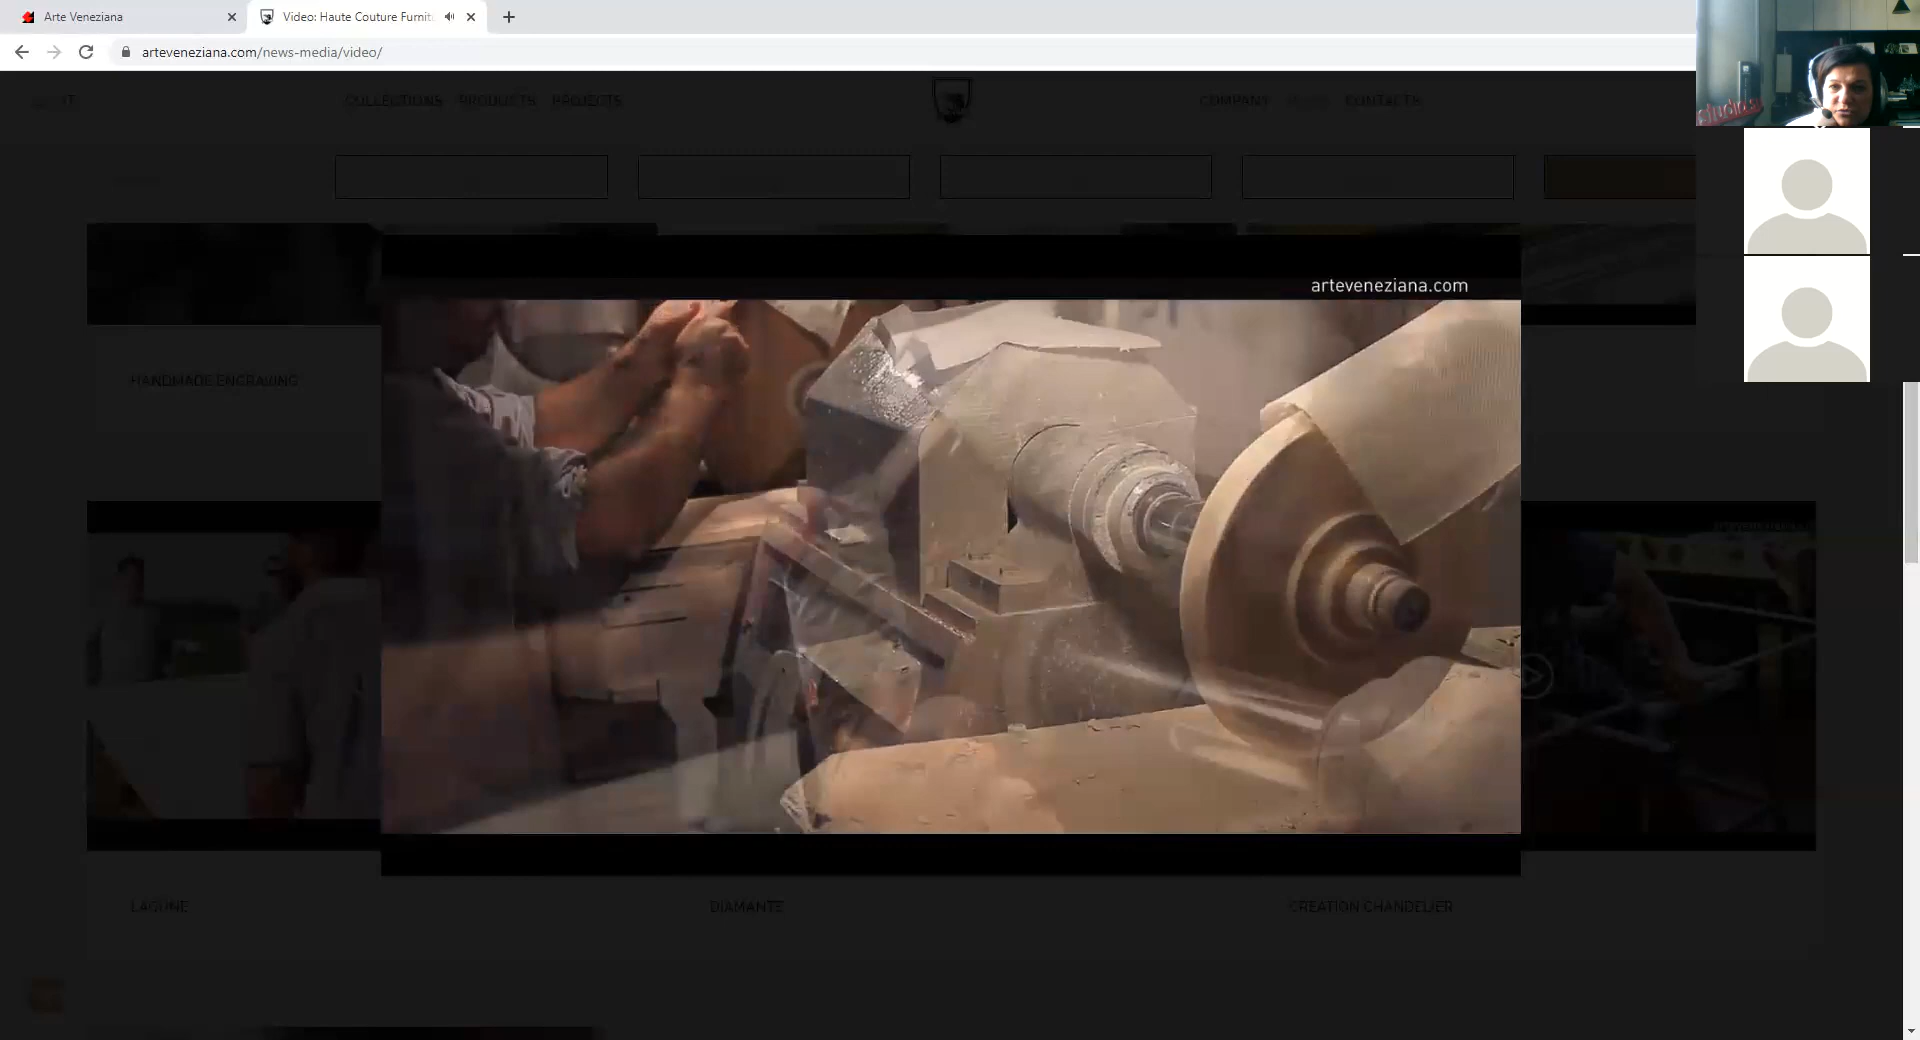 Arte Veneziana
Video: Haute Couture Furnit
arteveneziana.com/news-media/video/
COLLECTIONS PRODUCTS PROJECTS
COMPANY CONTACTS
studias
arteveneziana.com
HANDMADE ENGRAVING
LAGUNE
DIAMANTE
CREATION CHANDELIER